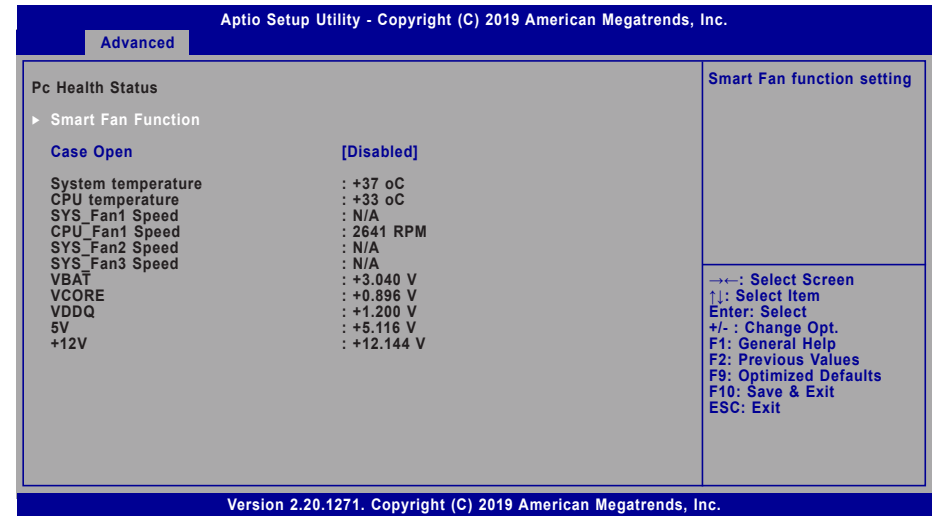 Aptio Setup Utility - Copyright (C) 2019 American Megatrends, Inc.
Advanced
Pc Health Status
► Smart Fan Function
Case Open [Disabled]
System temperature : +37 oC
CPU temperature : +33 oC
SYS_Fan1 Speed : N/A
CPU_Fan1 Speed : 2641 RPM
SYS_Fan2 Speed : N/A
SYS_Fan3 Speed : N/A
VBAT : +3.040 V
VCORE : +0.896 V
VDDQ : +1.200 V
5V : +5.116 V
+12V : +12.144 V
Smart Fan function setting
→←: Select Screen
↑↓: Select Item
Enter: Select
+/- : Change Opt.
F1: General Help
F2: Previous Values
F9: Optimized Defaults
F10: Save & Exit
ESC: Exit
Version 2.20.1271. Copyright (C) 2019 American Megatrends, Inc.